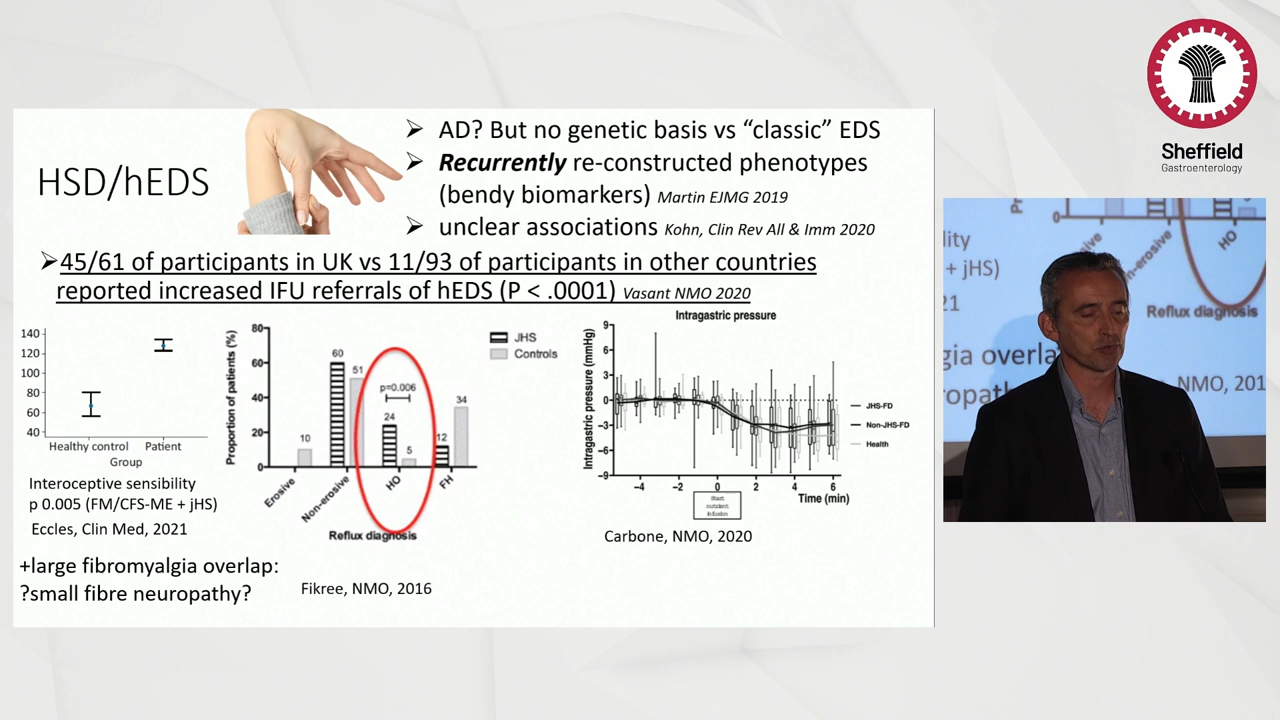 HSD/hEDS
➢ AD? But no genetic basis vs “classic” EDS
➢ Recurrently re-constructed phenotypes
(bendy biomarkers) Martin EJMG 2019
➢ unclear associations Kohn, Clin Rev All & Imm 2020
➢45/61 of participants in UK vs 11/93 of participants in other countries
reported increased IFU referrals of hEDS (P < .0001) Vasant NMO 2020
140
120
100
80
60
40
Healthy control Patient
Group
Interoceptive sensibility
p 0.005 (FM/CFS-ME + jHS)
Eccles, Clin Med, 2021
+large fibromyalgia overlap:
?small fibre neuropathy?
Proportion of patients (%)
80
60
40
20
0
10
60
51
p=0.006
24
5
12
34
Erosive
Non-erosive
HO
FH
Reflux diagnosis
JHS
Controls
Fikree, NMO, 2016
Intragastric pressure
Intragastric pressure (mmHg)
9
6
3
0
-3
-6
-9
-4 -2 0 2 4 6
Time (min)
Start
nutrient
infusion
JHS-FD
Non-JHS-FD
Health
Carbone, NMO, 2020
Sheffield
Gastroenterology
lity
+ jHS)
21
gia overla
ropath
n-erosive
HO
Reflux diagnosis
NMO, 201